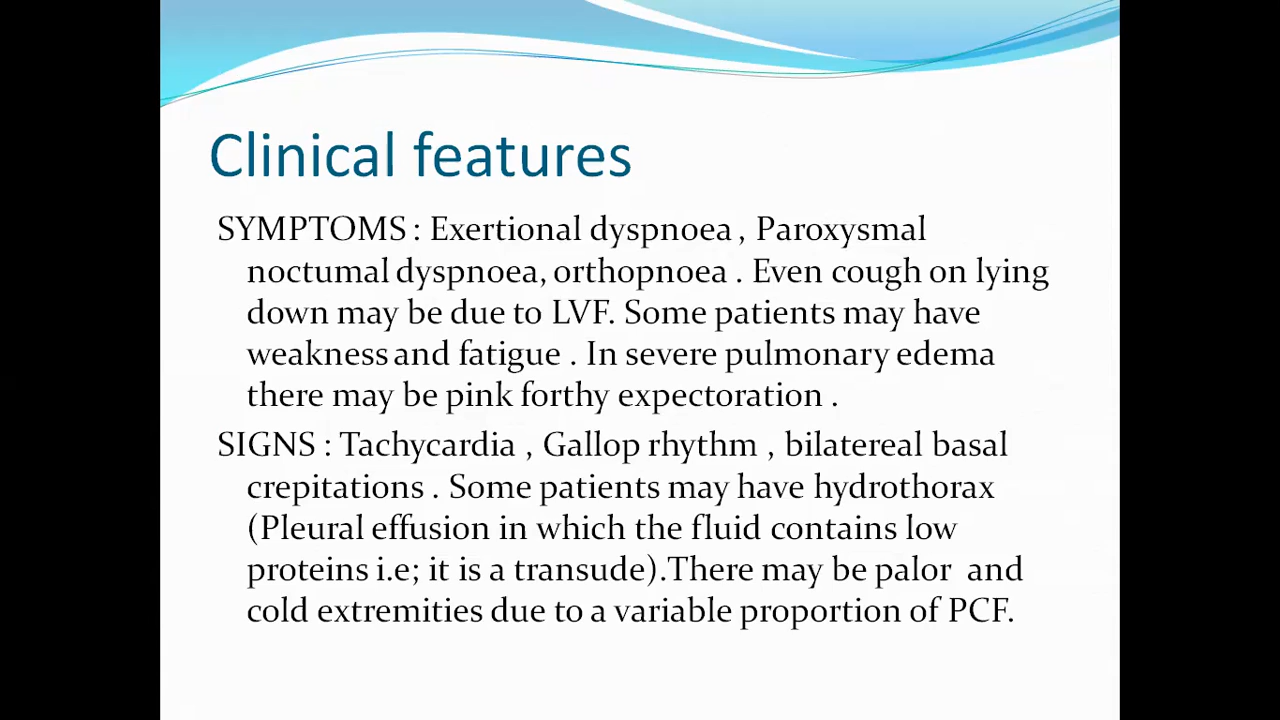 Clinical features
SYMPTOMS : Exertional dyspnoea , Paroxysmal
noctumal dyspnoea, orthopnoea . Even cough on lying
down may be due to LVF. Some patients may have
weakness and fatigue . In severe pulmonary edema
there may be pink forthy expectoration .
SIGNS : Tachycardia , Gallop rhythm , bilatereal basal
crepitations . Some patients may have hydrothorax
(Pleural effusion in which the fluid contains low
proteins i.e; it is a transude).There may be palor  and
cold extremities due to a variable proportion of PCF.